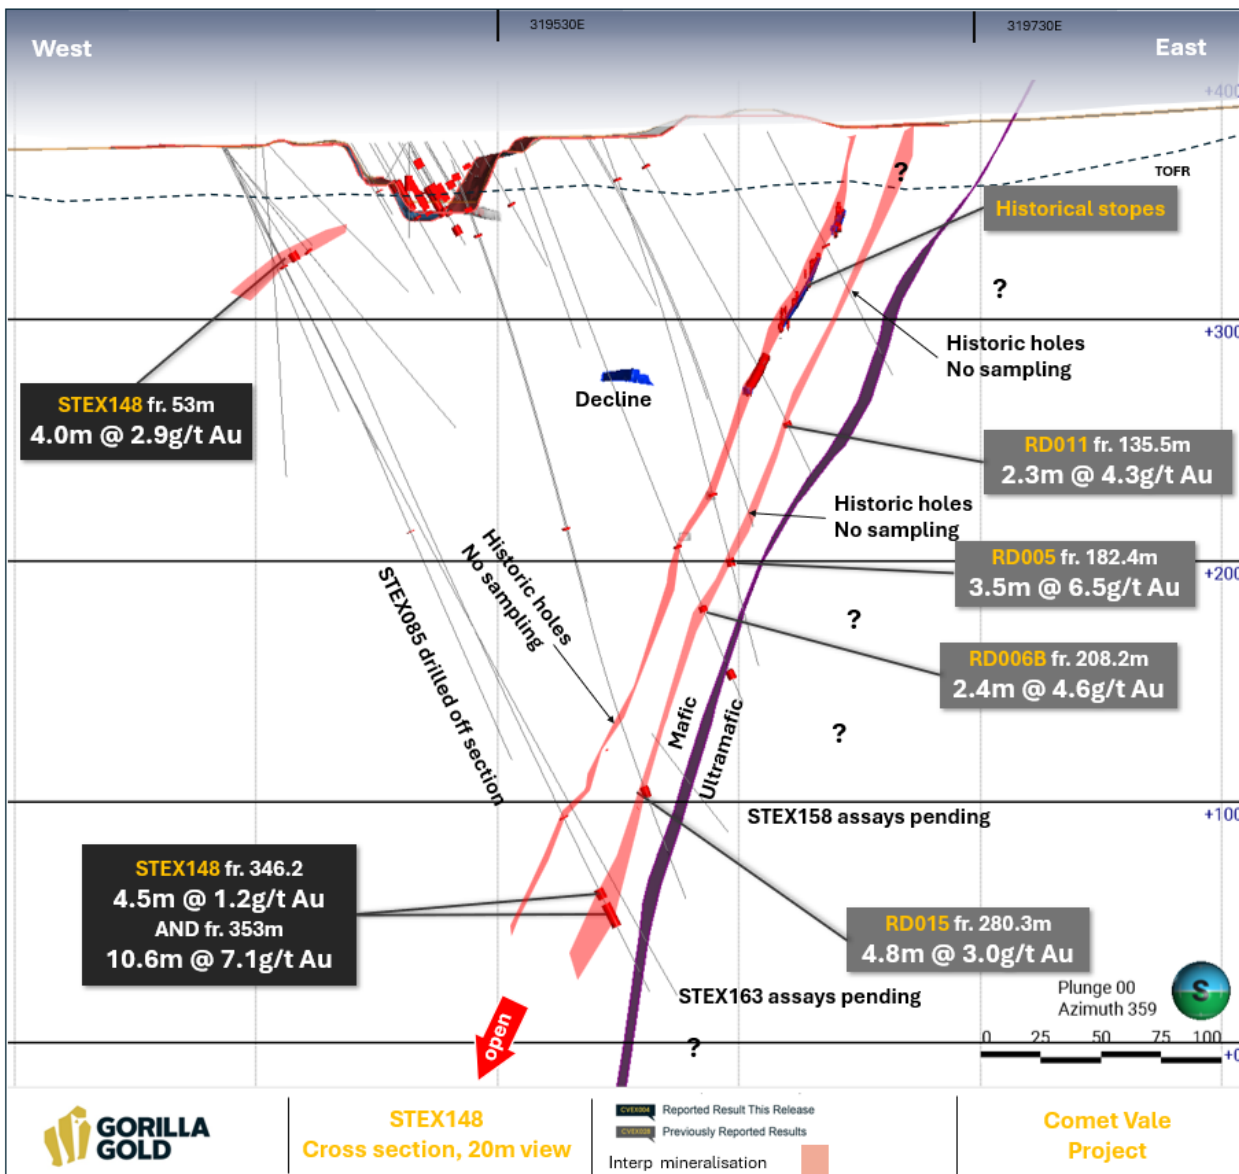 319530E
319730E
West
East
+400
TOFR
?
Historical stopes
?
+300
Historic holes
No sampling
Decline
STEX148 fr. 53m
4.0m @ 2.9g/t Au
RD011 fr. 135.5m
2.3m @ 4.3g/t Au
Historic holes
No sampling
Historic holes
No sampling
RD005 fr. 182.4m
3.5m @ 6.5g/t Au
+200
STEX085 drilled off section
?
RD006B fr. 208.2m
2.4m @ 4.6g/t Au
Mafic
Ultramafic
?
+100
STEX158 assays pending
STEX148 fr. 346.2
4.5m @ 1.2g/t Au
AND fr. 353m
10.6m @ 7.1g/t Au
RD015 fr. 280.3m
4.8m @ 3.0g/t Au
STEX163 assays pending
Plunge 00
Azimuth 359
S
open
0 25 50 75 100
?
+0
GORILLA
GOLD
STEX148
Cross section, 20m view
CVEX004 Reported Result This Release
CVEX028 Previously Reported Results
Interp mineralisation
Comet Vale
Project